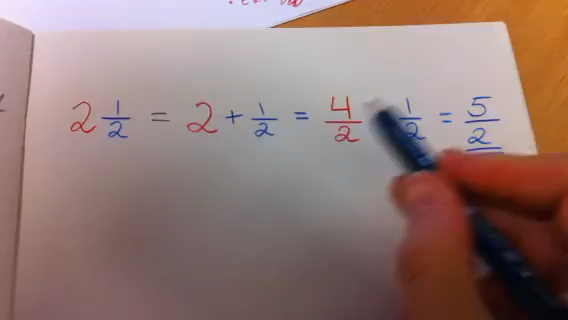 2 1/2 = 2 + 1/2 = 4/2 1/2 = 5/2